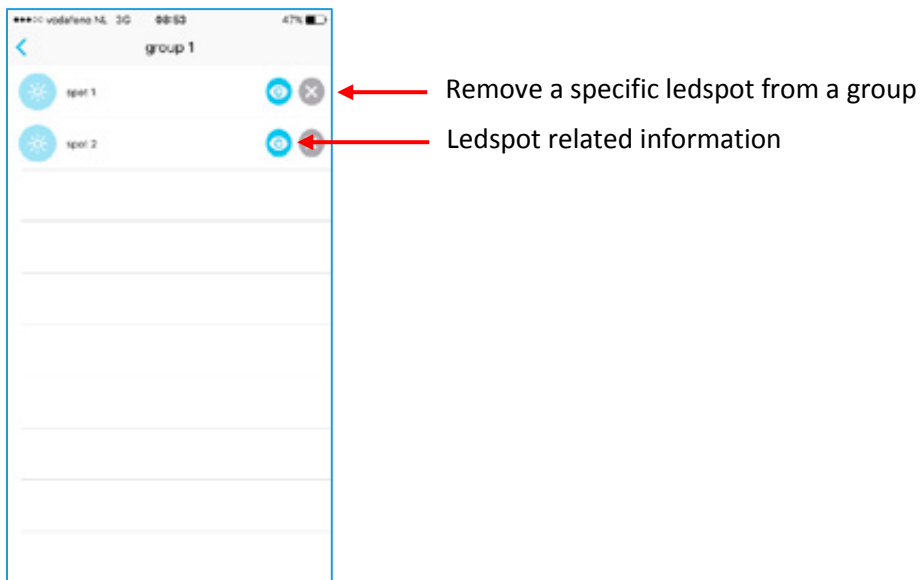 vodafone NL 3G 08:53 47%
group 1
spot 1
Remove a specific ledspot from a group
spot 2
Ledspot related information